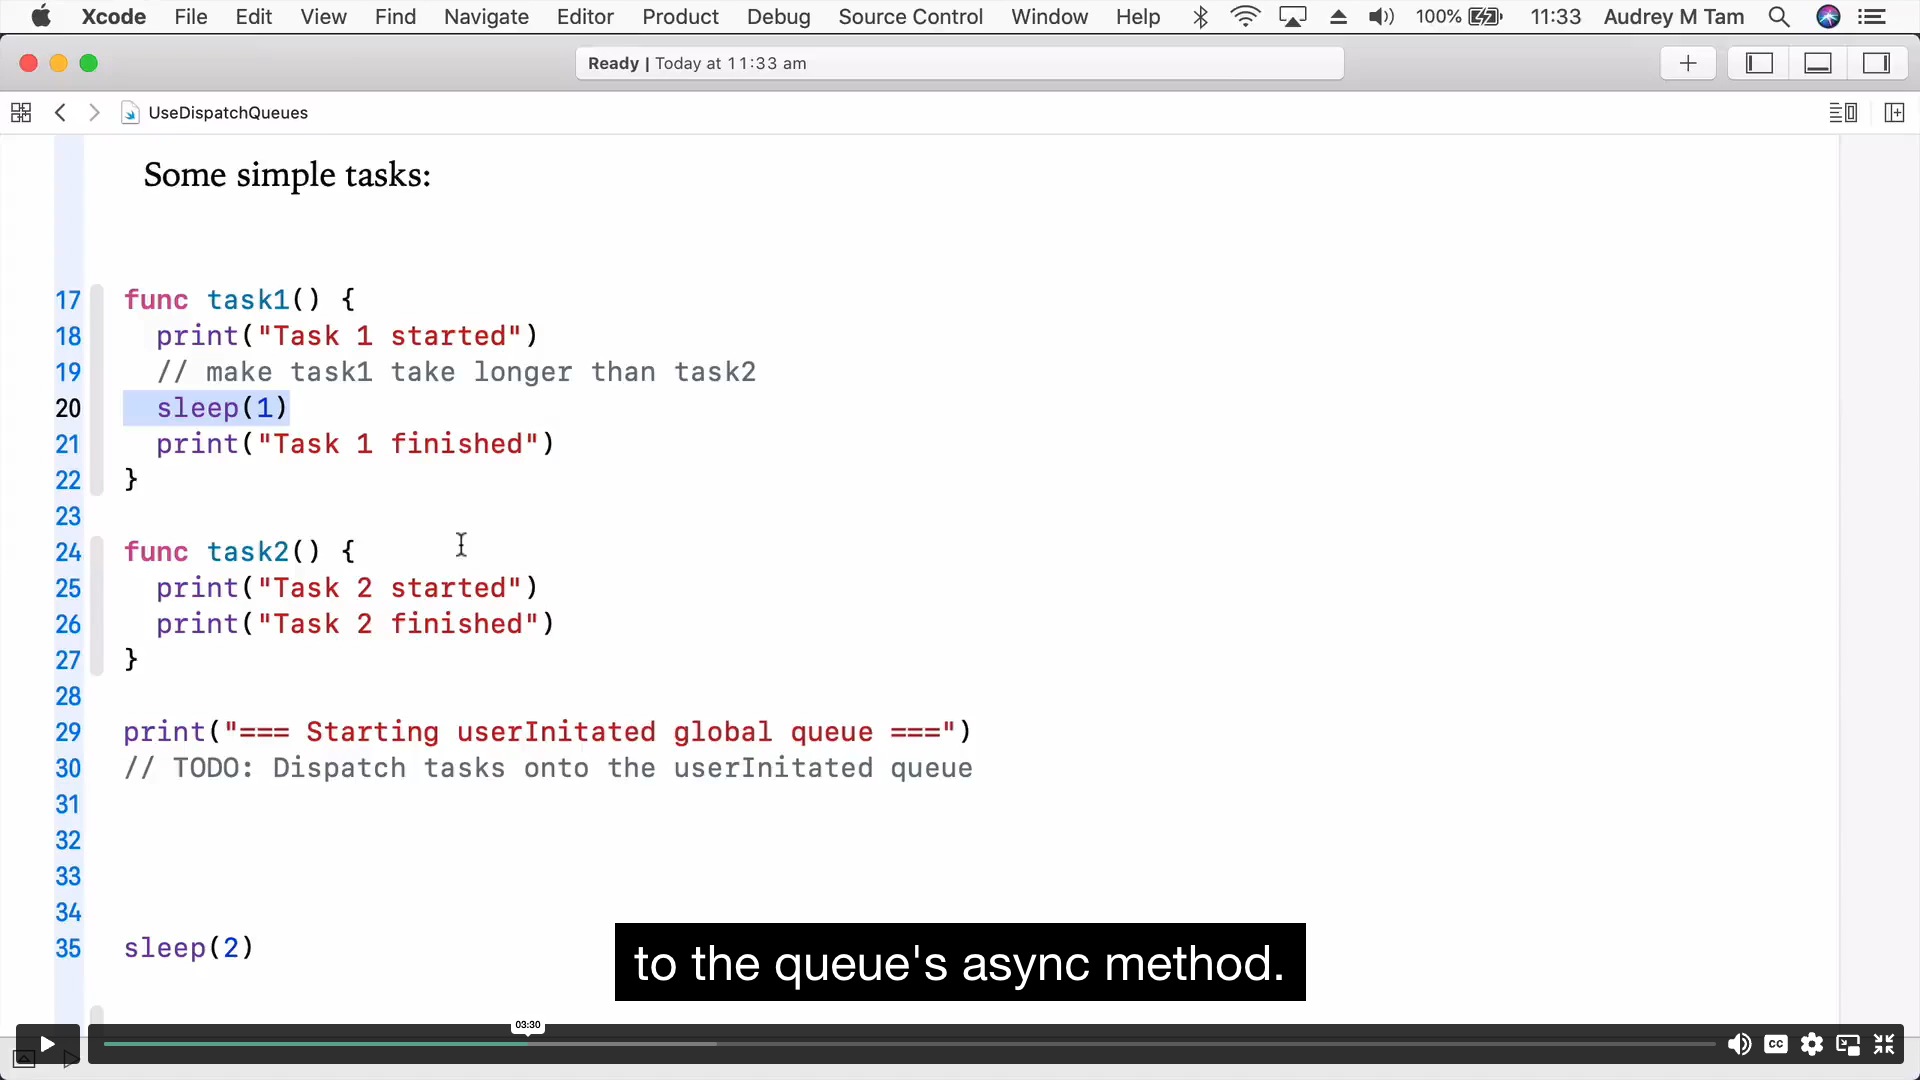 Xcode File Edit View Find Navigate Editor Product Debug Source Control Window Help 100% 11:33 Audrey M Tam
Ready | Today at 11:33 am
UseDispatchQueues
Some simple tasks:
17 func task1() {
18 print("Task 1 started")
19 // make task1 take longer than task2
20 sleep(1)
21 print("Task 1 finished")
22 }
23
24 func task2() {
25 print("Task 2 started")
26 print("Task 2 finished")
27 }
28
29 print("=== Starting userInitated global queue ===")
30 // TODO: Dispatch tasks onto the userInitated queue
31
32
33
34
35 sleep(2)
to the queue's async method.
03:30
CC